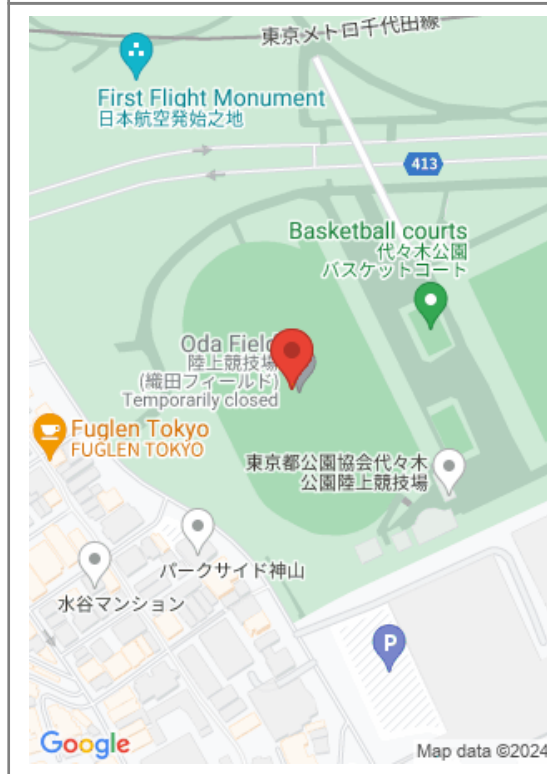 東京メトロ千代田線
First Flight Monument
日本航空発始之地
413
Basketball courts
代々木公園
バスケットコート
Oda Field
陸上競技場
(織田フィールド)
Temporarily closed
Fuglen Tokyo
FUGLEN TOKYO
東京都公園協会代々木
公園陸上競技場
パークサイド神山
水谷マンション
P
Google
Map data ©2024